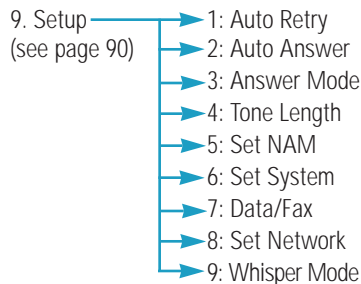 9. Setup
(see page 90)
1: Auto Retry
2: Auto Answer
3: Answer Mode
4: Tone Length
5: Set NAM
6: Set System
7: Data/Fax
8: Set Network
9: Whisper Mode